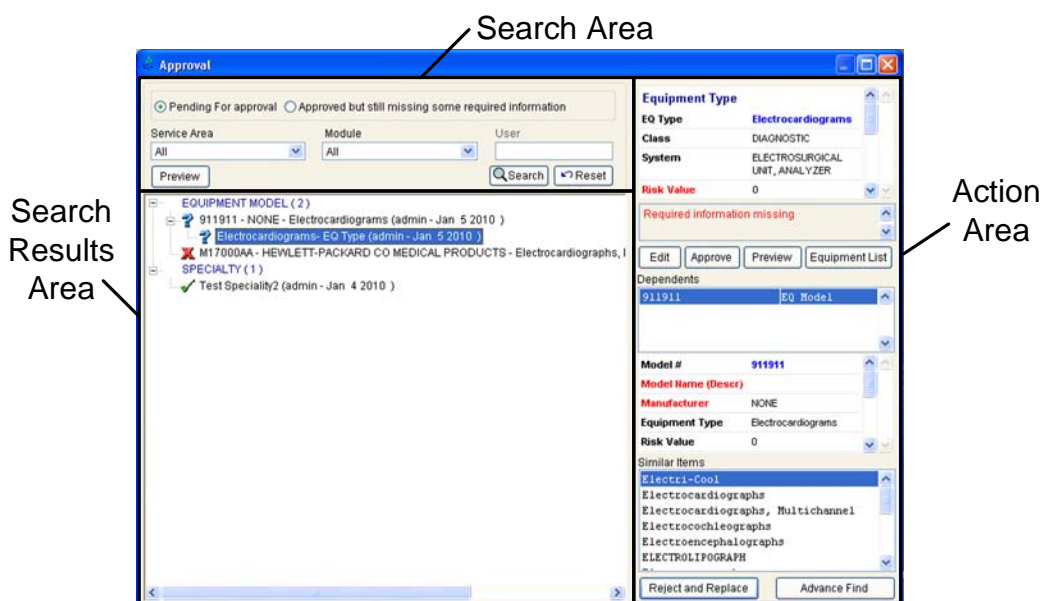 Search Area
Search
Results
Area
Action
Area
Approval
Pending For approval Approved but still missing some required information
Service Area Module User
All All
Preview Search Reset
EQUIPMENT MODEL ( 2 )
911911 - NONE - Electrocardiograms (admin - Jan 5 2010 )
Electrocardiograms- EQ Type (admin - Jan 5 2010 )
M17000AA - HEWLETT-PACKARD CO MEDICAL PRODUCTS - Electrocardiographs,
SPECIALTY ( 1 )
Test Speciality2 (admin - Jan 4 2010 )
Equipment Type
EQ Type Electrocardiograms
Class DIAGNOSTIC
System ELECTROSURGICAL
UNIT, ANALYZER
Risk Value 0
Required information missing
Edit Approve Preview Equipment List
Dependents
911911 EQ Model
Model # 911911
Model Name (Descr)
Manufacturer NONE
Equipment Type Electrocardiograms
Risk Value 0
Similar Items
Electri-Cool
Electrocardiographs
Electrocardiographs, Multichannel
Electrocochleographs
Electroencephalographs
ELECTROLIPOGRAPH
Reject and Replace Advance Find